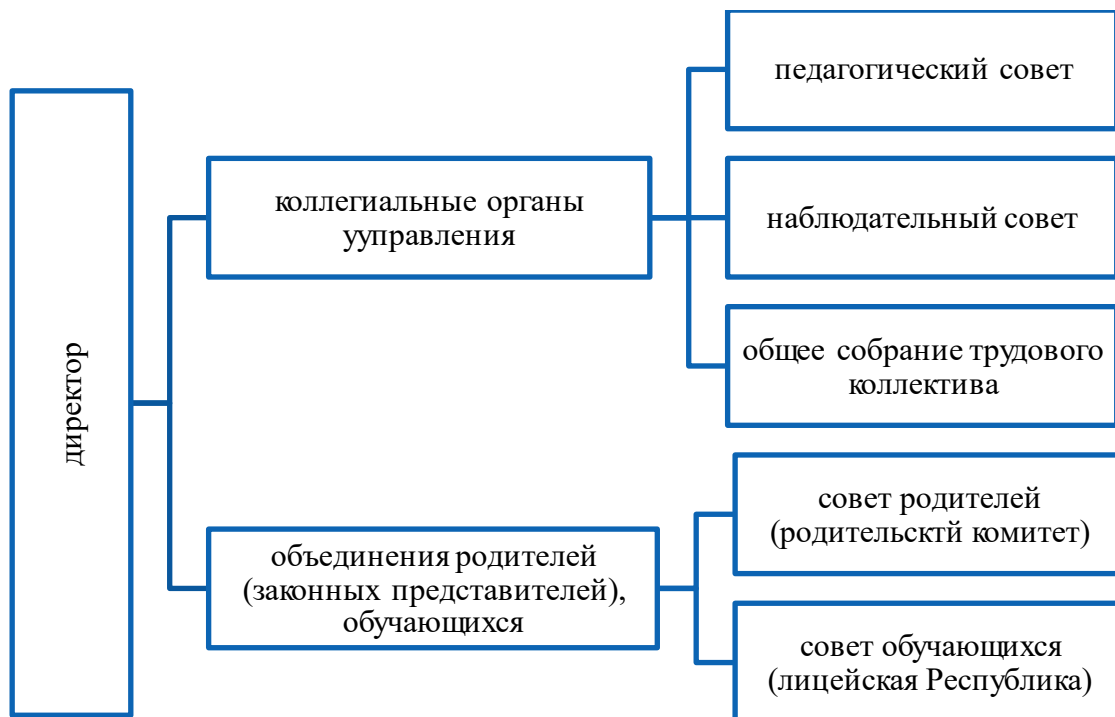 директор
коллегиальные органы
ууправления
педагогический совет
наблюдательный совет
общее собрание трудового
коллектива
объединения родителей
(законных представителей),
обучающихся
совет родителей
(родительсктй комитет)
совет обучающихся
(лицейская Республика)